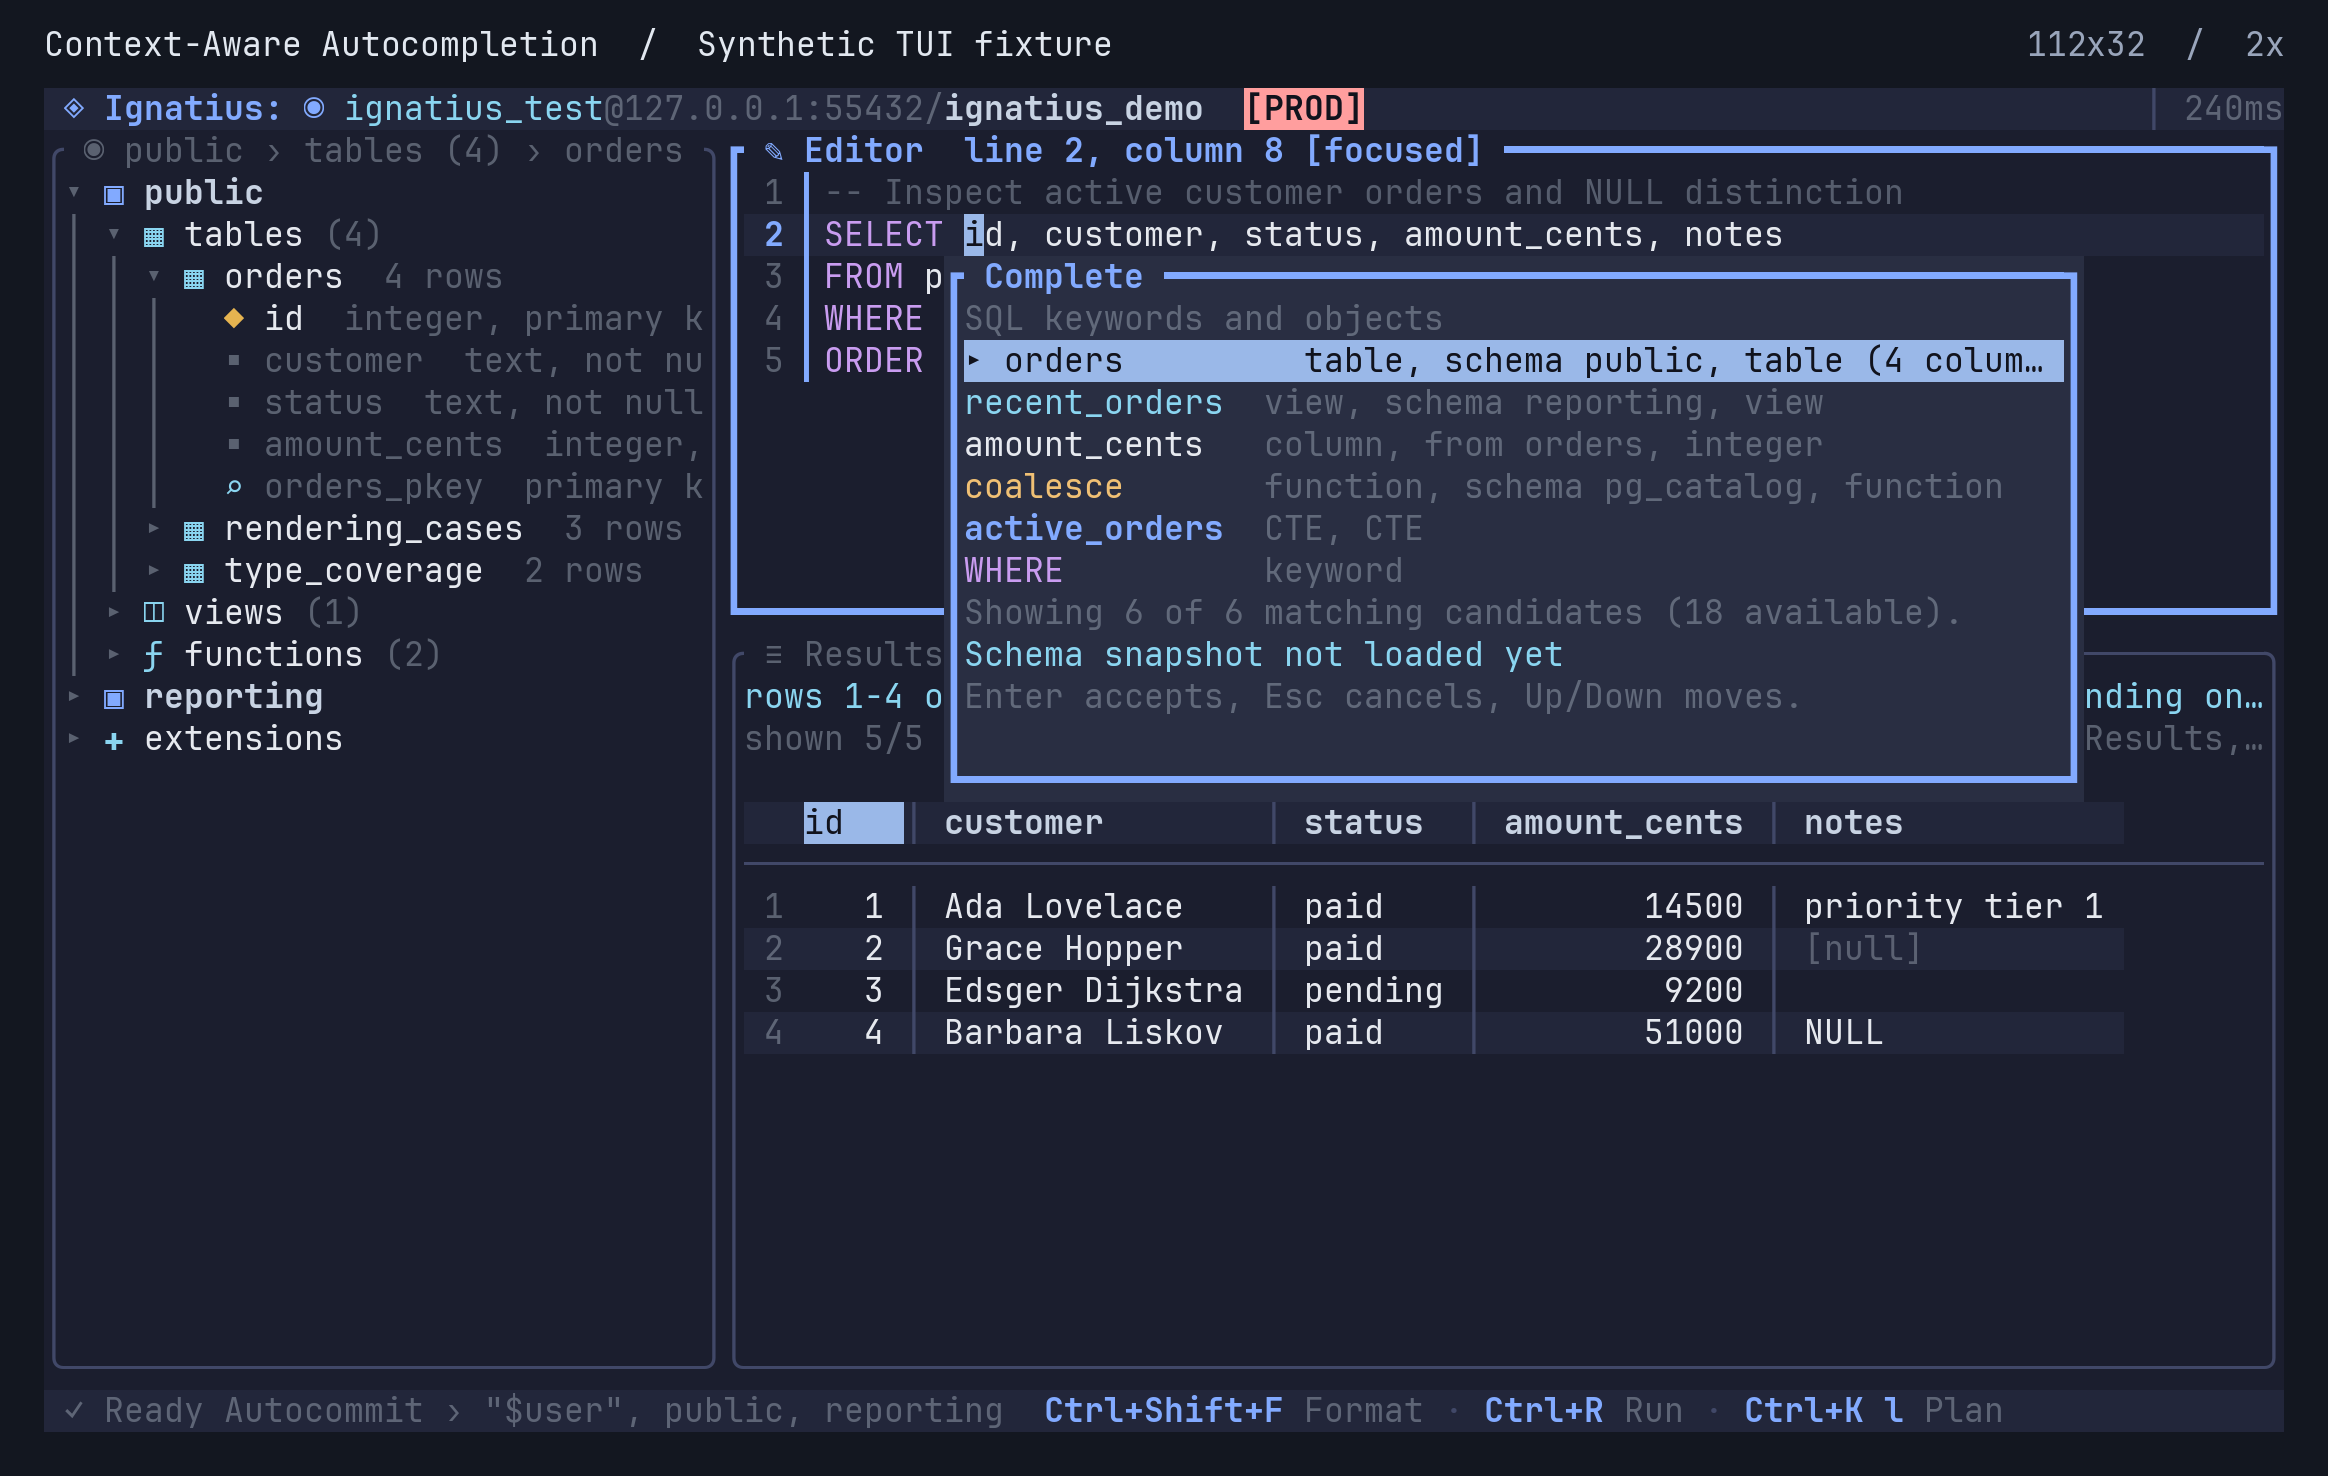 Context-Aware Autocompletion / Synthetic TUI fixture
112x32 / 2x
◈ Ignatius: ◉ ignatius_test@127.0.0.1:55432/ignatius_demo [PROD]
240ms
◉ public › tables (4) › orders
▾ ▣ public
▾ ▦ tables (4)
▾ ▦ orders 4 rows
◆ id integer, primary k
▪ customer text, not nu
▪ status text, not null
▪ amount_cents integer,
⌕ orders_pkey primary k
▸ ▦ rendering_cases 3 rows
▸ ▦ type_coverage 2 rows
▸ ◫ views (1)
▸ ƒ functions (2)
▸ ▣ reporting
▸ ✚ extensions
✎ Editor line 2, column 8 [focused]
1 -- Inspect active customer orders and NULL distinction
2 SELECT id, customer, status, amount_cents, notes
3 FROM p
4 WHERE
5 ORDER
Complete
SQL keywords and objects
▸ orders table, schema public, table (4 colum…
recent_orders view, schema reporting, view
amount_cents column, from orders, integer
coalesce function, schema pg_catalog, function
active_orders CTE, CTE
WHERE keyword
Showing 6 of 6 matching candidates (18 available).
Schema snapshot not loaded yet
Enter accepts, Esc cancels, Up/Down moves.
≡ Results
rows 1-4 o
nding on…
shown 5/5
Results,…
id customer status amount_cents notes
1 1 Ada Lovelace paid 14500 priority tier 1
2 2 Grace Hopper paid 28900 [null]
3 3 Edsger Dijkstra pending 9200
4 4 Barbara Liskov paid 51000 NULL
✓ Ready Autocommit › "$user", public, reporting Ctrl+Shift+F Format · Ctrl+R Run · Ctrl+K l Plan